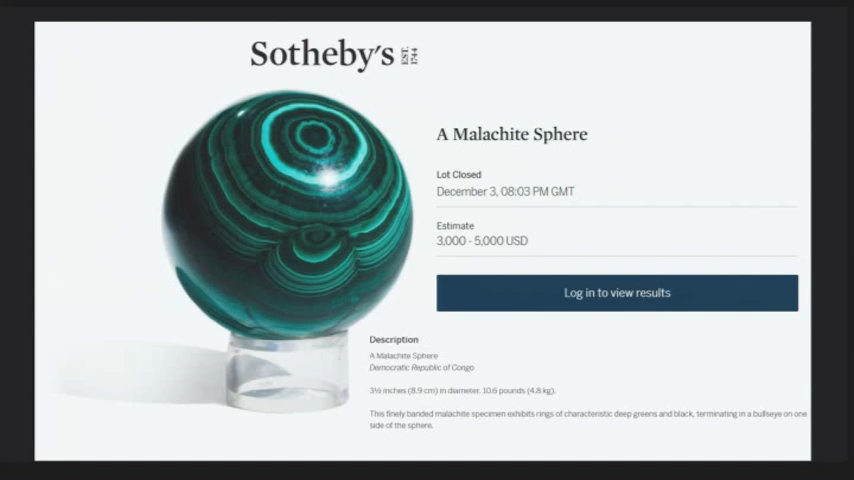 Sotheby's EST. 1744
A Malachite Sphere
Lot Closed
December 3, 08:03 PM GMT
Estimate
3,000 - 5,000 USD
Log in to view results
Description
A Malachite Sphere
Democratic Republic of Congo
3½ inches (8.9 cm) in diameter. 10.6 pounds (4.8 kg).
This finely banded malachite specimen exhibits rings of characteristic deep greens and black, terminating in a bullseye on one
side of the sphere.